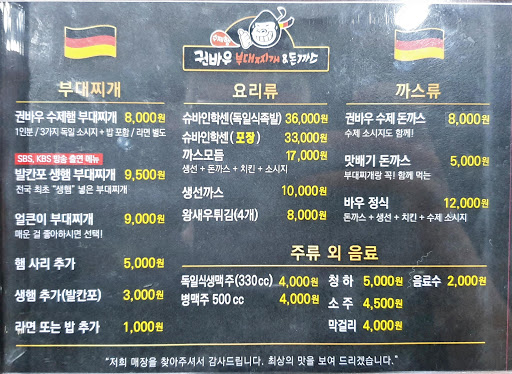 권바우 부대찌개 & 돈까스
부대찌개
권바우 수제햄 부대찌개 8,000원
1인분 / 3가지 독일 소시지 + 밥 포함 / 라면 별도
SBS, KBS 방송 출연 메뉴
발칸포 생햄 부대찌개 9,500원
전국 최초 "생햄" 넣은 부대찌개
얼큰이 부대찌개 9,000원
매운 걸 좋아하시면 선택!
햄 사리 추가 5,000원
생햄 추가(발칸포) 3,000원
라면 또는 밥 추가 1,000원
요리류
슈바인학센(독일식족발) 36,000원
슈바인학센(포장) 33,000원
까스모듬 17,000원
생선 + 돈까스 + 치킨 + 소시지
생선까스 10,000원
왕새우튀김(4개) 8,000원
까스류
권바우 수제 돈까스 8,000원
수제 소시지도 함께!
맛배기 돈까스 5,000원
부대찌개랑 꼭! 함께 먹는
바우 정식 12,000원
돈까스 + 생선 + 치킨 + 수제 소시지
주류 외 음료
독일식생맥주(330cc) 4,000원 청하 5,000원 음료수 2,000원
병맥주 500cc 4,000원 소주 4,500원
막걸리 4,000원
"저희 매장을 찾아주셔서 감사드립니다. 최상의 맛을 보여 드리겠습니다."